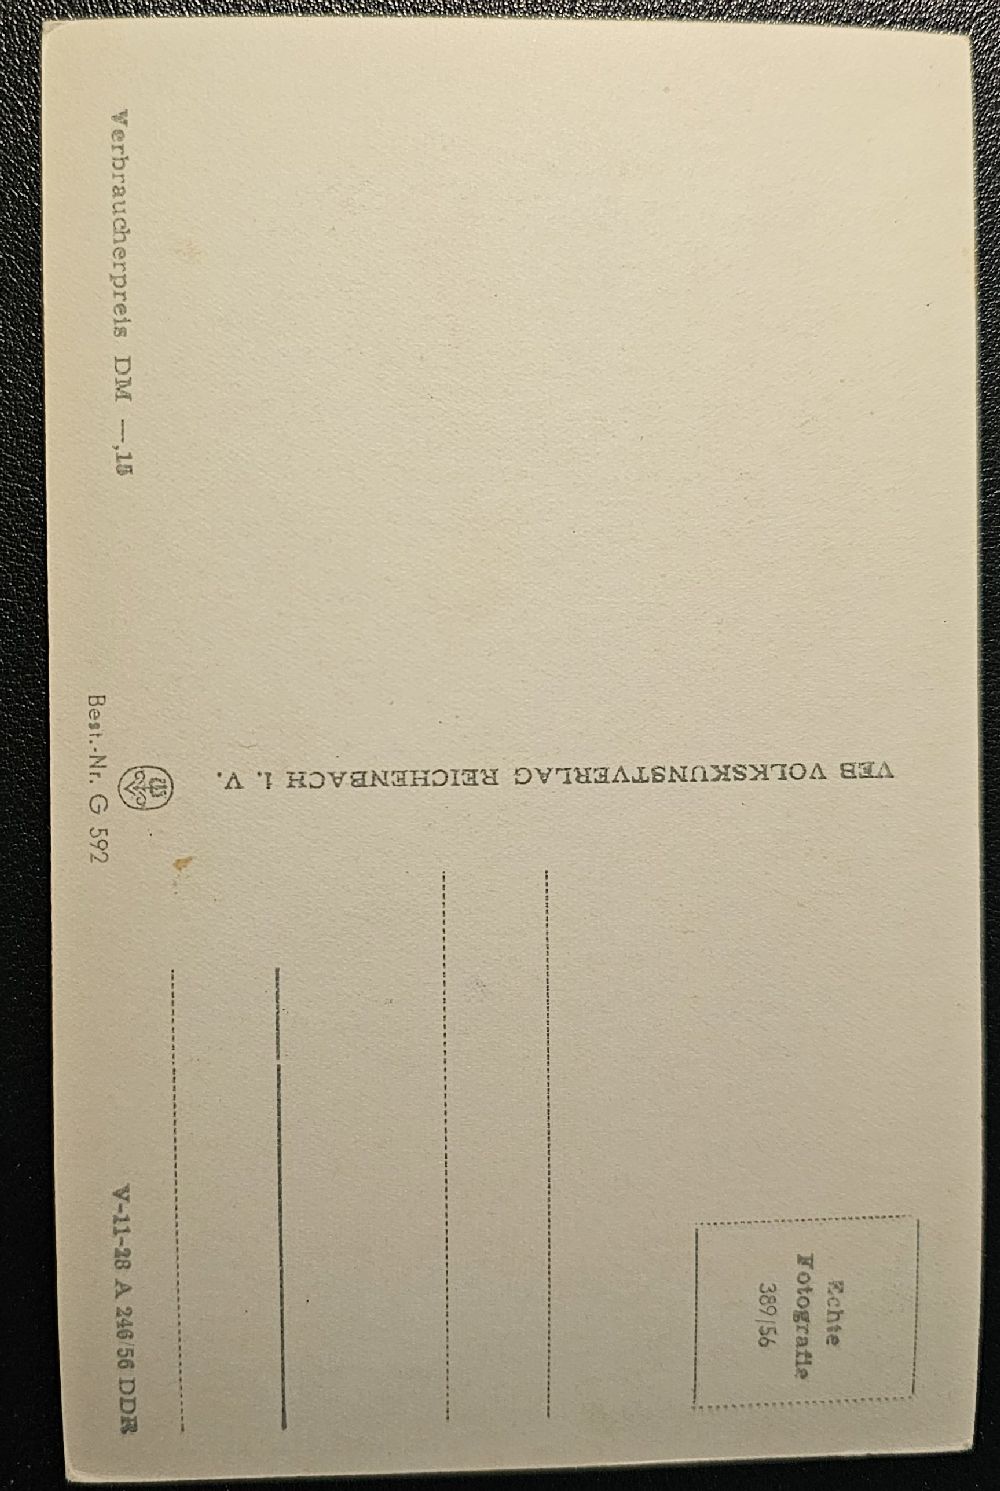 Verbraucherpreis DM —,15
Best.-Nr. G 592
VEB VOLKSKUNSTVERLAG REICHENBACH i. V.
Echte
Fotografie
389/56
V-11-28 A 246/56 DDR